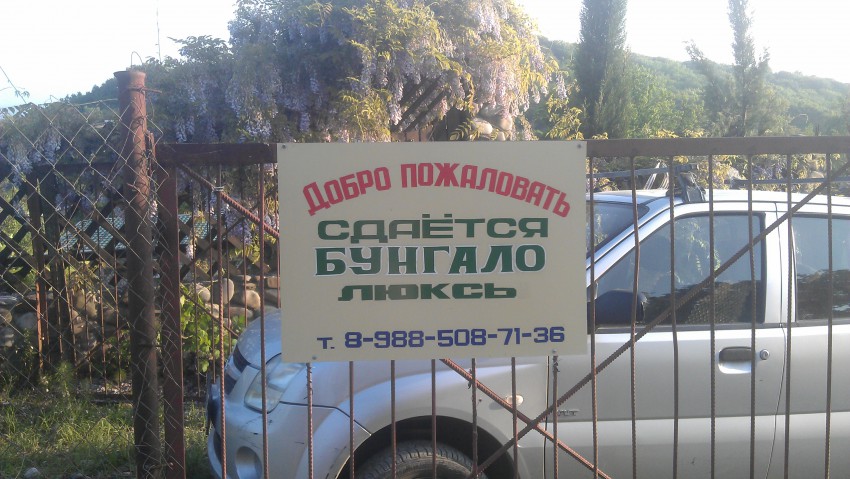 ДОБРО ПОЖАЛОВАТЬ
СДАЁТСЯ
БУНГАЛО
ЛЮКСЬ
т. 8-988-508-71-36